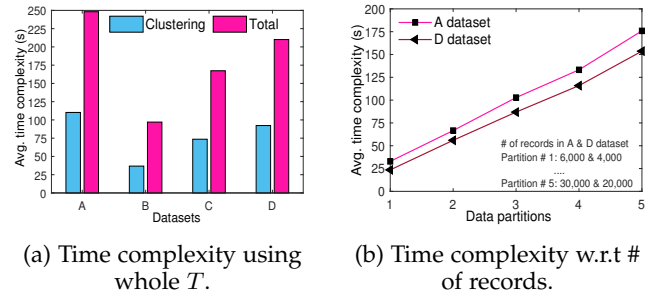 Avg. time complexity (s)
250
225
200
175
150
125
100
75
50
25
0
Clustering Total
A B C D
Datasets
(a) Time complexity using
whole T.
Avg. time complexity (s)
200
175
150
125
100
75
50
25
0
A dataset
D dataset
# of records in A & D dataset
Partition # 1: 6,000 & 4,000
....
Partition # 5: 30,000 & 20,000
1 2 3 4 5
Data partitions
(b) Time complexity w.r.t #
of records.